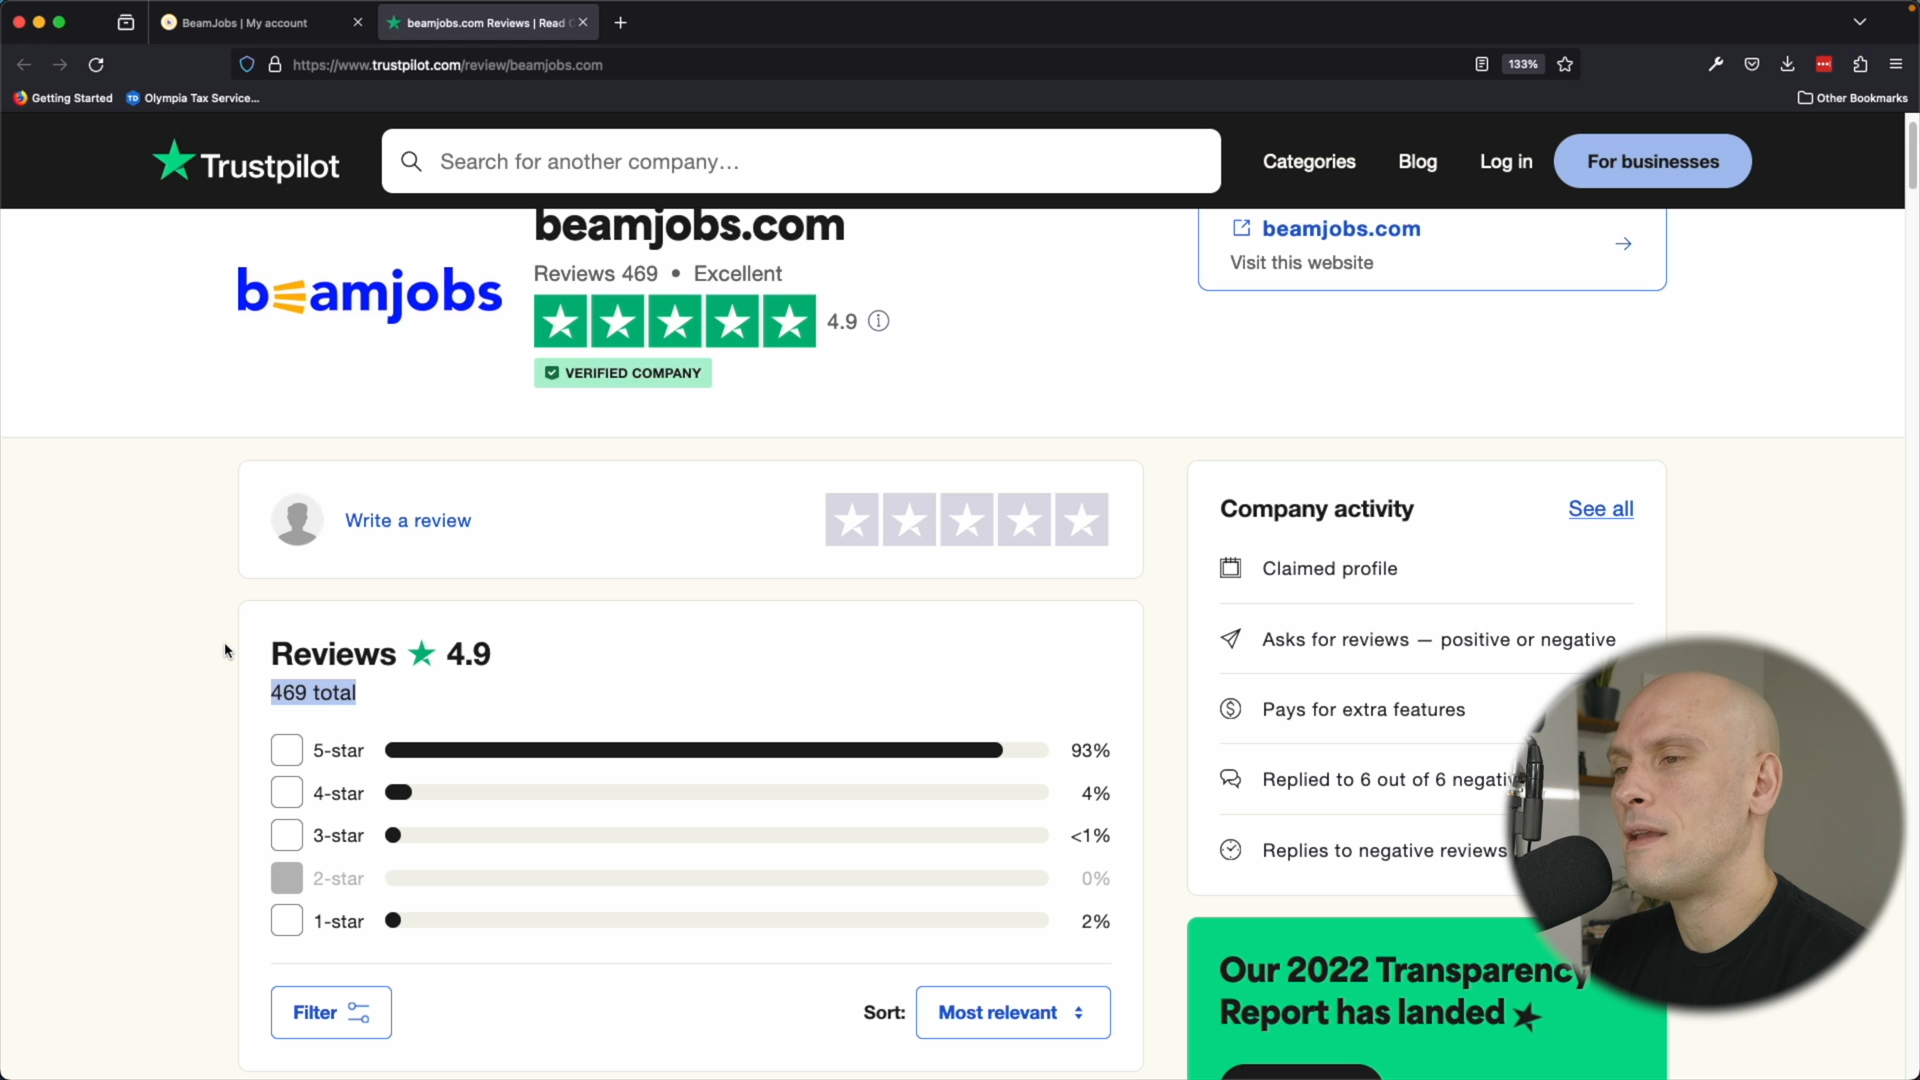 BeamJobs | My account
beamjobs.com Reviews | Read
https://www.trustpilot.com/review/beamjobs.com
133%
Getting Started
TD Olympia Tax Service...
Other Bookmarks
Trustpilot
Search for another company...
Categories
Blog
Log in
For businesses
beamjobs
beamjobs.com
Reviews 469 • Excellent
4.9
VERIFIED COMPANY
beamjobs.com
Visit this website
Write a review
Reviews ★ 4.9
469 total
5-star 93%
4-star 4%
3-star <1%
2-star 0%
1-star 2%
Filter
Sort: Most relevant
Company activity
See all
Claimed profile
Asks for reviews — positive or negative
Pays for extra features
Replied to 6 out of 6 negati
Replies to negative reviews
Our 2022 Transparency
Report has landed